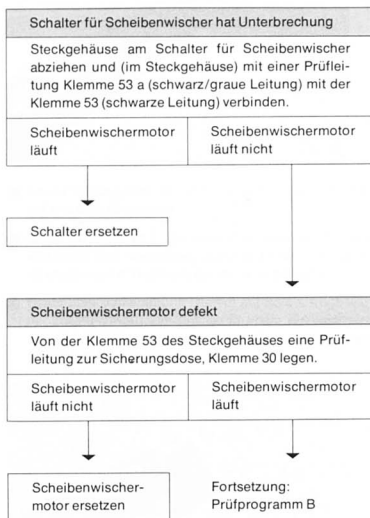 Schalter für Scheibenwischer hat Unterbrechung
Steckgehäuse am Schalter für Scheibenwischer
abziehen und (im Steckgehäuse) mit einer Prüflei-
tung Klemme 53 a (schwarz/graue Leitung) mit der
Klemme 53 (schwarze Leitung) verbinden.
Scheibenwischermotor
läuft
Scheibenwischermotor
läuft nicht
Schalter ersetzen
Scheibenwischermotor defekt
Von der Klemme 53 des Steckgehäuses eine Prüf-
leitung zur Sicherungsdose, Klemme 30 legen.
Scheibenwischermotor
läuft nicht
Scheibenwischermotor
läuft
Scheibenwischer-
motor ersetzen
Fortsetzung:
Prüfprogramm B